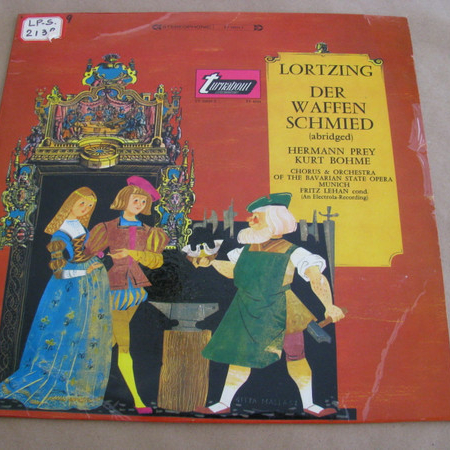 LP-S.
turnabout
LORTZING
DER
WAFFEN
SCHMIED
(abridged)
HERMANN PREY
KURT BOHME
CHORUS & ORCHESTRA
OF THE BAVARIAN STATE OPERA
MUNICH
FRITZ LEHAN cond.
(An Electrola-Recording)